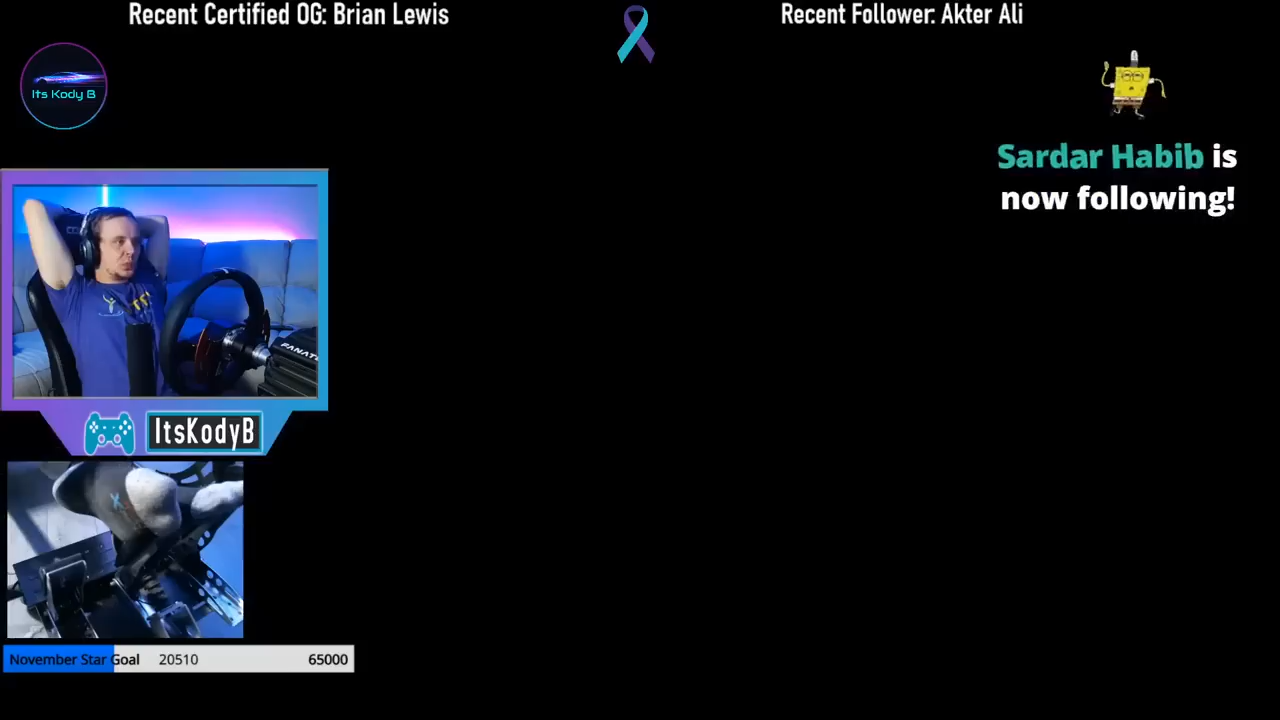 Recent Certified OG: Brian Lewis
Recent Follower: Akter Ali
Its Kody B
Sardar Habib is
now following!
ItsKodyB
November Star Goal 20510 65000